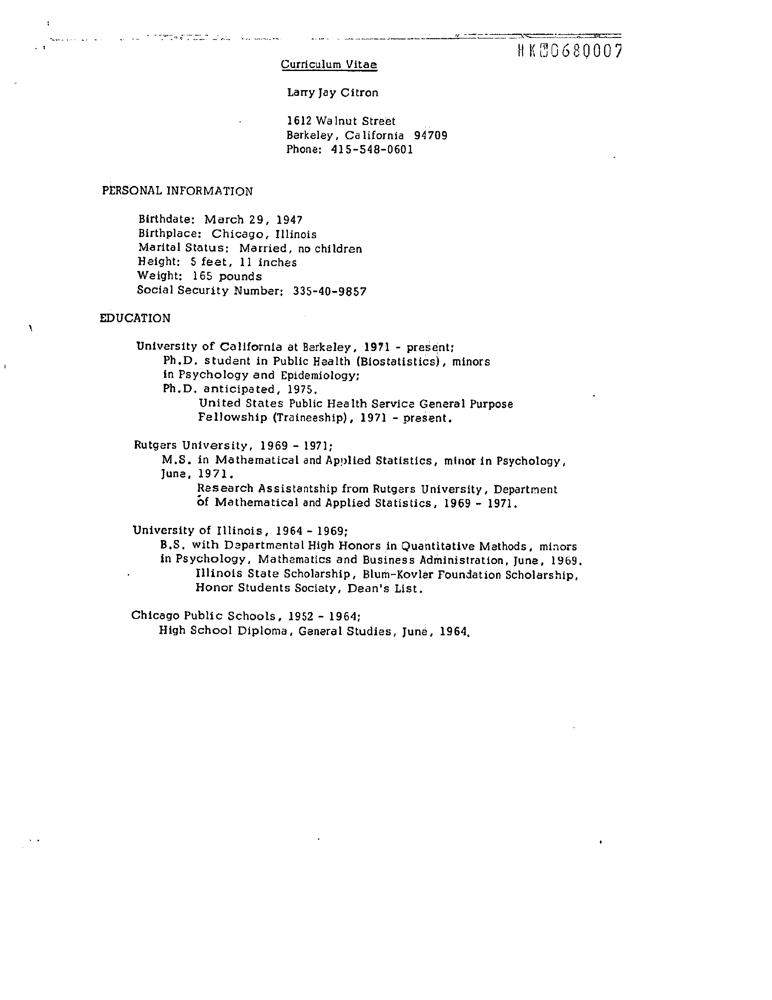 HK00680007
Curriculum Vitae
Larry Jay Citron
1612 Walnut Street
Berkeley, California 94709
Phone: 415-548-0601
PERSONAL INFORMATION
Birthdate: March 29, 1947
Birthplace: Chicago, Illinois
Marital Status: Married, no children
Height: 5 feet, 11 inches
Weight: 165 pounds
Social Security Number: 335-40-9857
EDUCATION
University of California at Berkeley, 1971 - present;
Ph.D. student in Public Health (Biostatistics), minors
in Psychology and Epidemiology;
Ph.D. anticipated, 1975.
United States Public Health Service General Purpose
Fellowship (Traineeship), 1971 - present.
Rutgers University, 1969 - 1971;
M.S. in Mathematical and Applied Statistics, minor in Psychology,
June, 1971.
Research Assistantship from Rutgers University, Department
of Mathematical and Applied Statistics, 1969 - 1971.
University of Illinois, 1964 - 1969;
B.S. with Departmental High Honors in Quantitative Methods, minors
in Psychology, Mathematics and Business Administration, June, 1969.
Illinois State Scholarship, Blum-Kovler Foundation Scholarship,
Honor Students Society, Dean's List.
Chicago Public Schools, 1952 - 1964;
High School Diploma, General Studies, June, 1964.